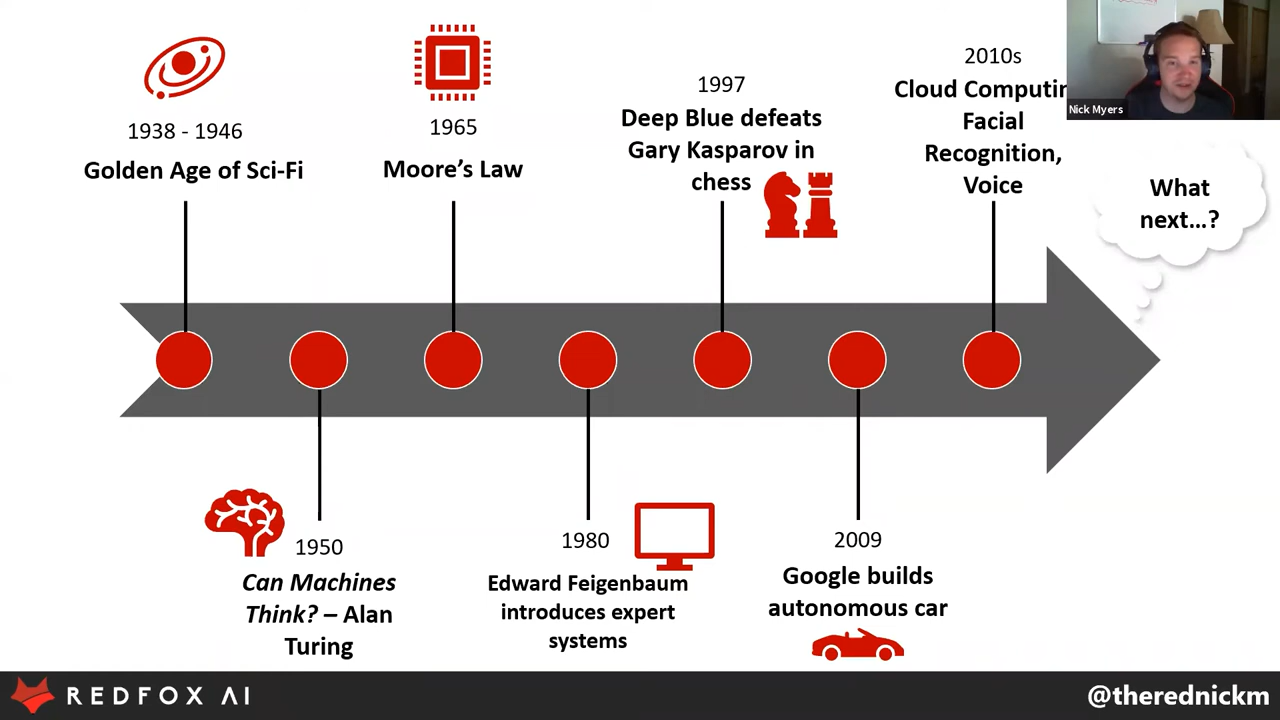 1938 - 1946
Golden Age of Sci-Fi
1965
Moore's Law
1997
Deep Blue defeats
Gary Kasparov in
chess
2010s
Cloud Computin
Facial
Recognition,
Voice
Nick Myers
What
next...?
1950
Can Machines
Think? – Alan
Turing
1980
Edward Feigenbaum
introduces expert
systems
2009
Google builds
autonomous car
REDFOX AI
@therednickm